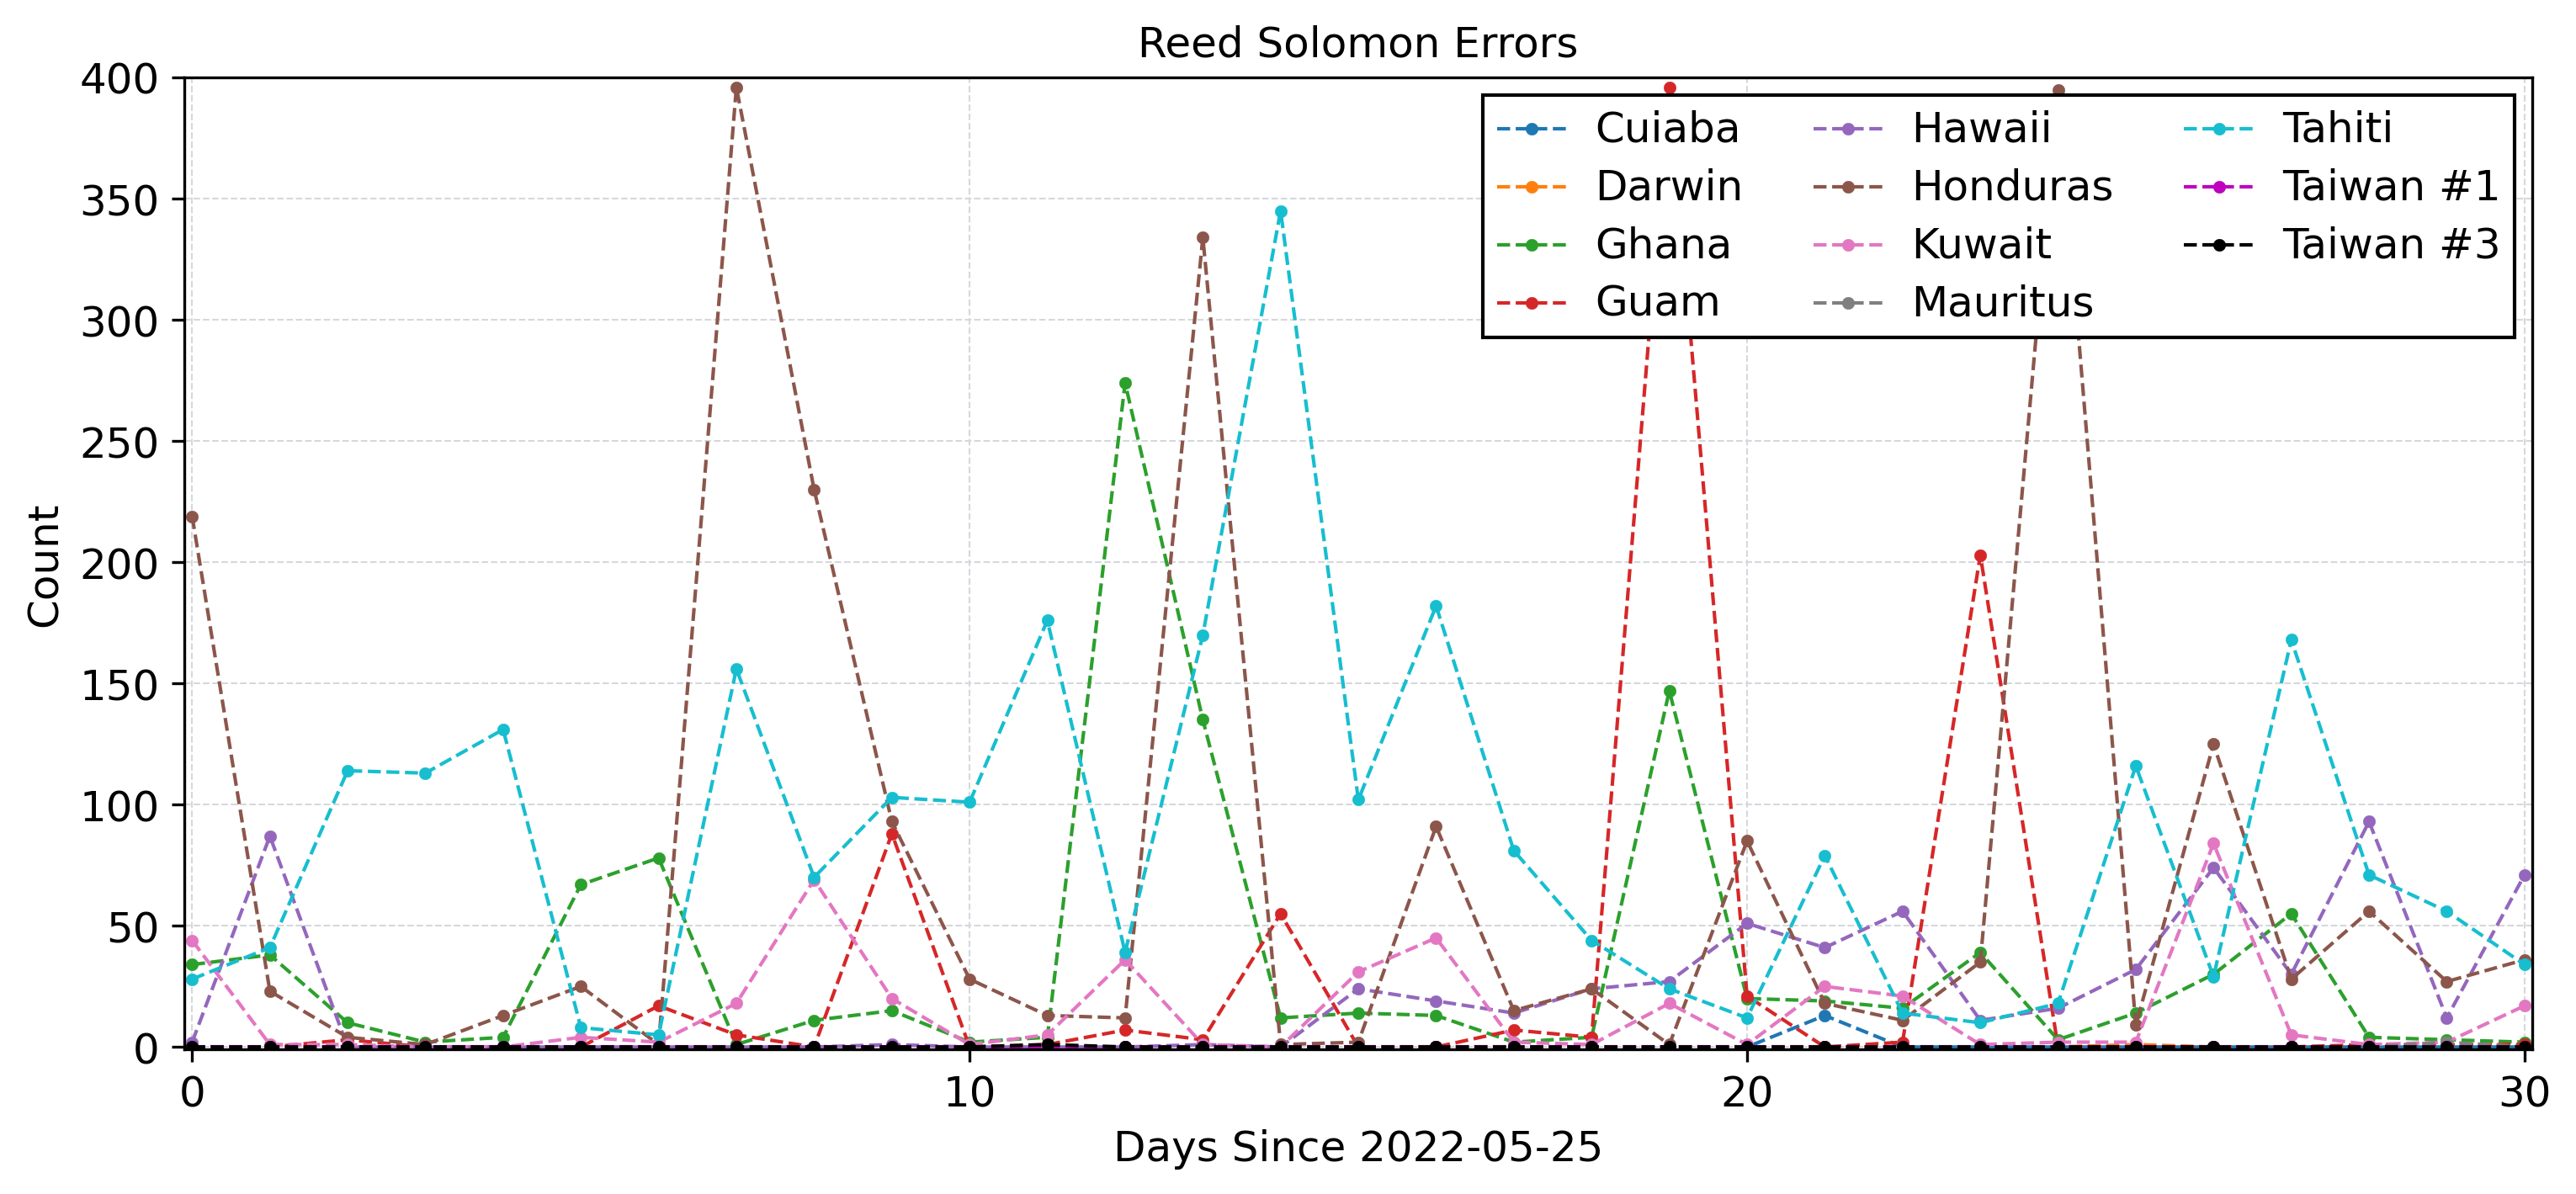 Reed Solomon Errors
400
350
300
250
200
150
100
50
0
Count
Cuiaba
Darwin
Ghana
Guam
Hawaii
Honduras
Kuwait
Mauritus
Tahiti
Taiwan #1
Taiwan #3
0 10 20 30
Days Since 2022-05-25